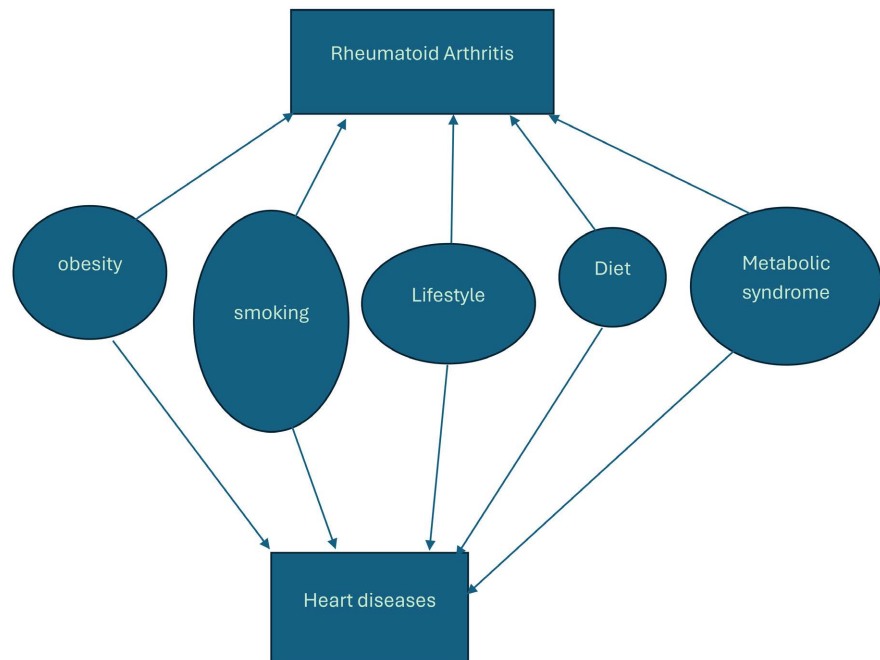 Rheumatoid Arthritis
obesity
smoking
Lifestyle
Diet
Metabolic
syndrome
Heart diseases